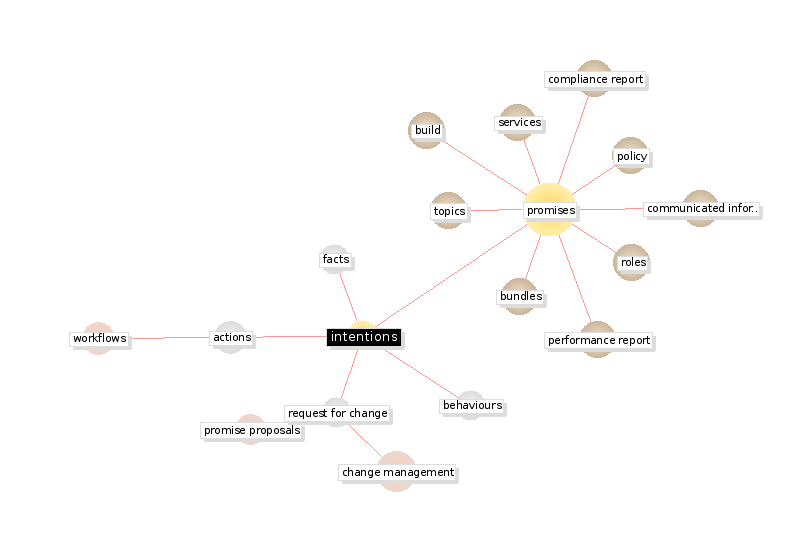 compliance report
services
build
policy
promises
communicated infor..
topics
facts
roles
bundles
intentions
actions
workflows
performance report
behaviours
request for change
promise proposals
change management